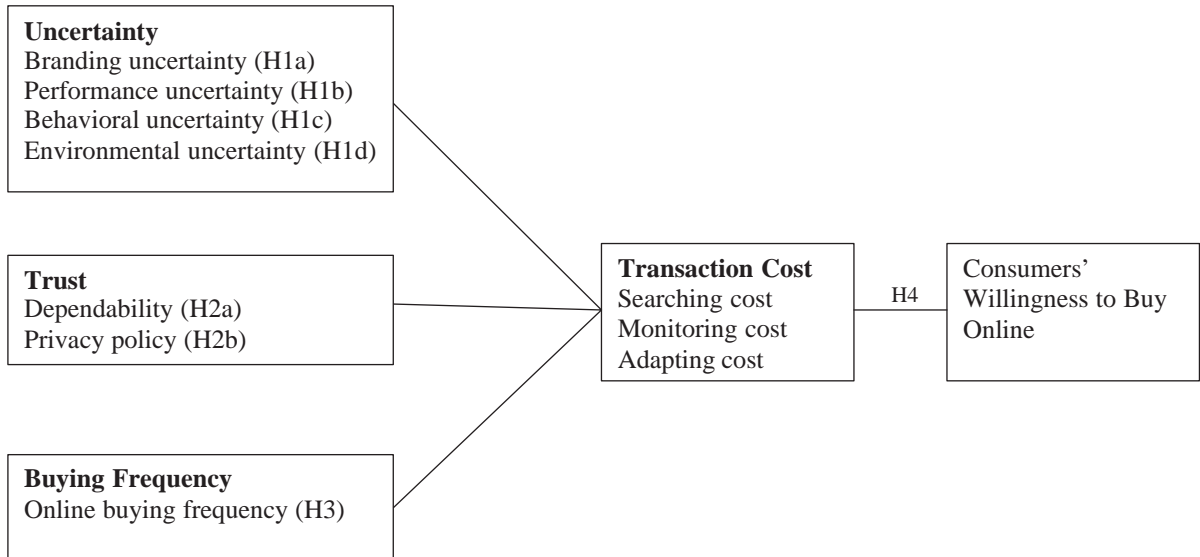 Uncertainty
Branding uncertainty (H1a)
Performance uncertainty (H1b)
Behavioral uncertainty (H1c)
Environmental uncertainty (H1d)
Trust
Dependability (H2a)
Privacy policy (H2b)
Buying Frequency
Online buying frequency (H3)
Transaction Cost
Searching cost
Monitoring cost
Adapting cost
H4
Consumers’
Willingness to Buy
Online